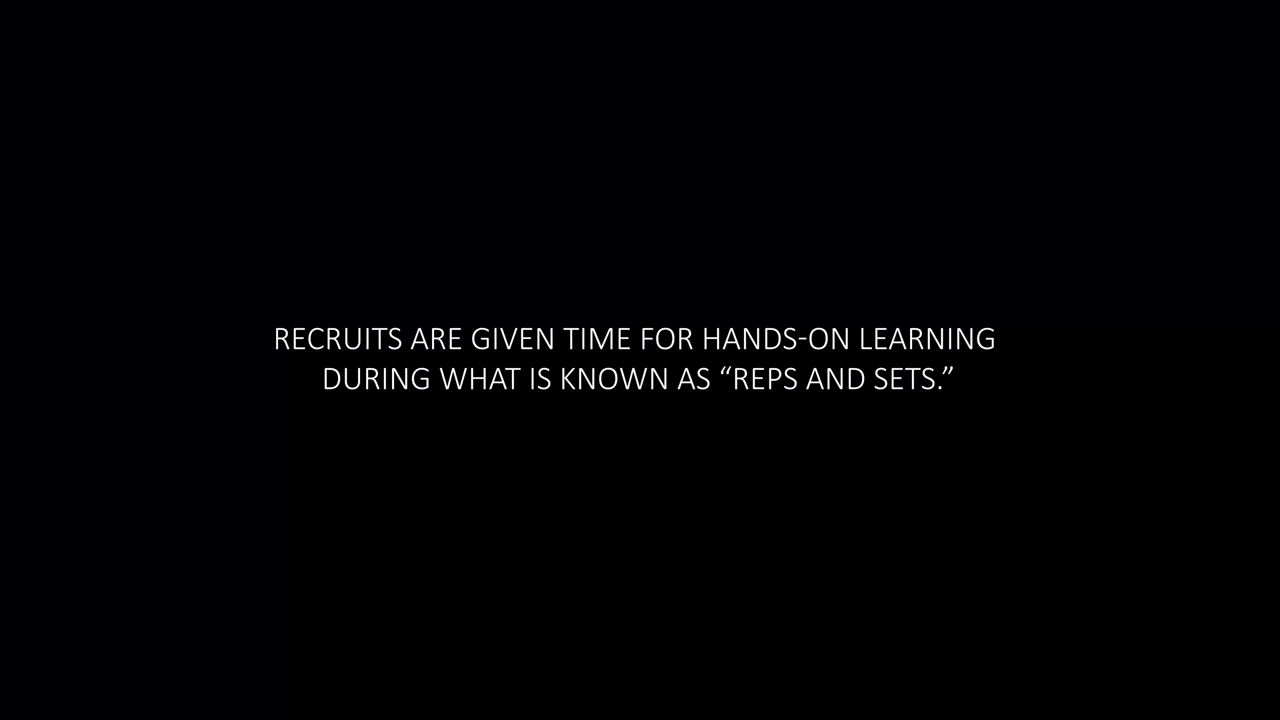 RECRUITS ARE GIVEN TIME FOR HANDS-ON LEARNING
DURING WHAT IS KNOWN AS “REPS AND SETS.”